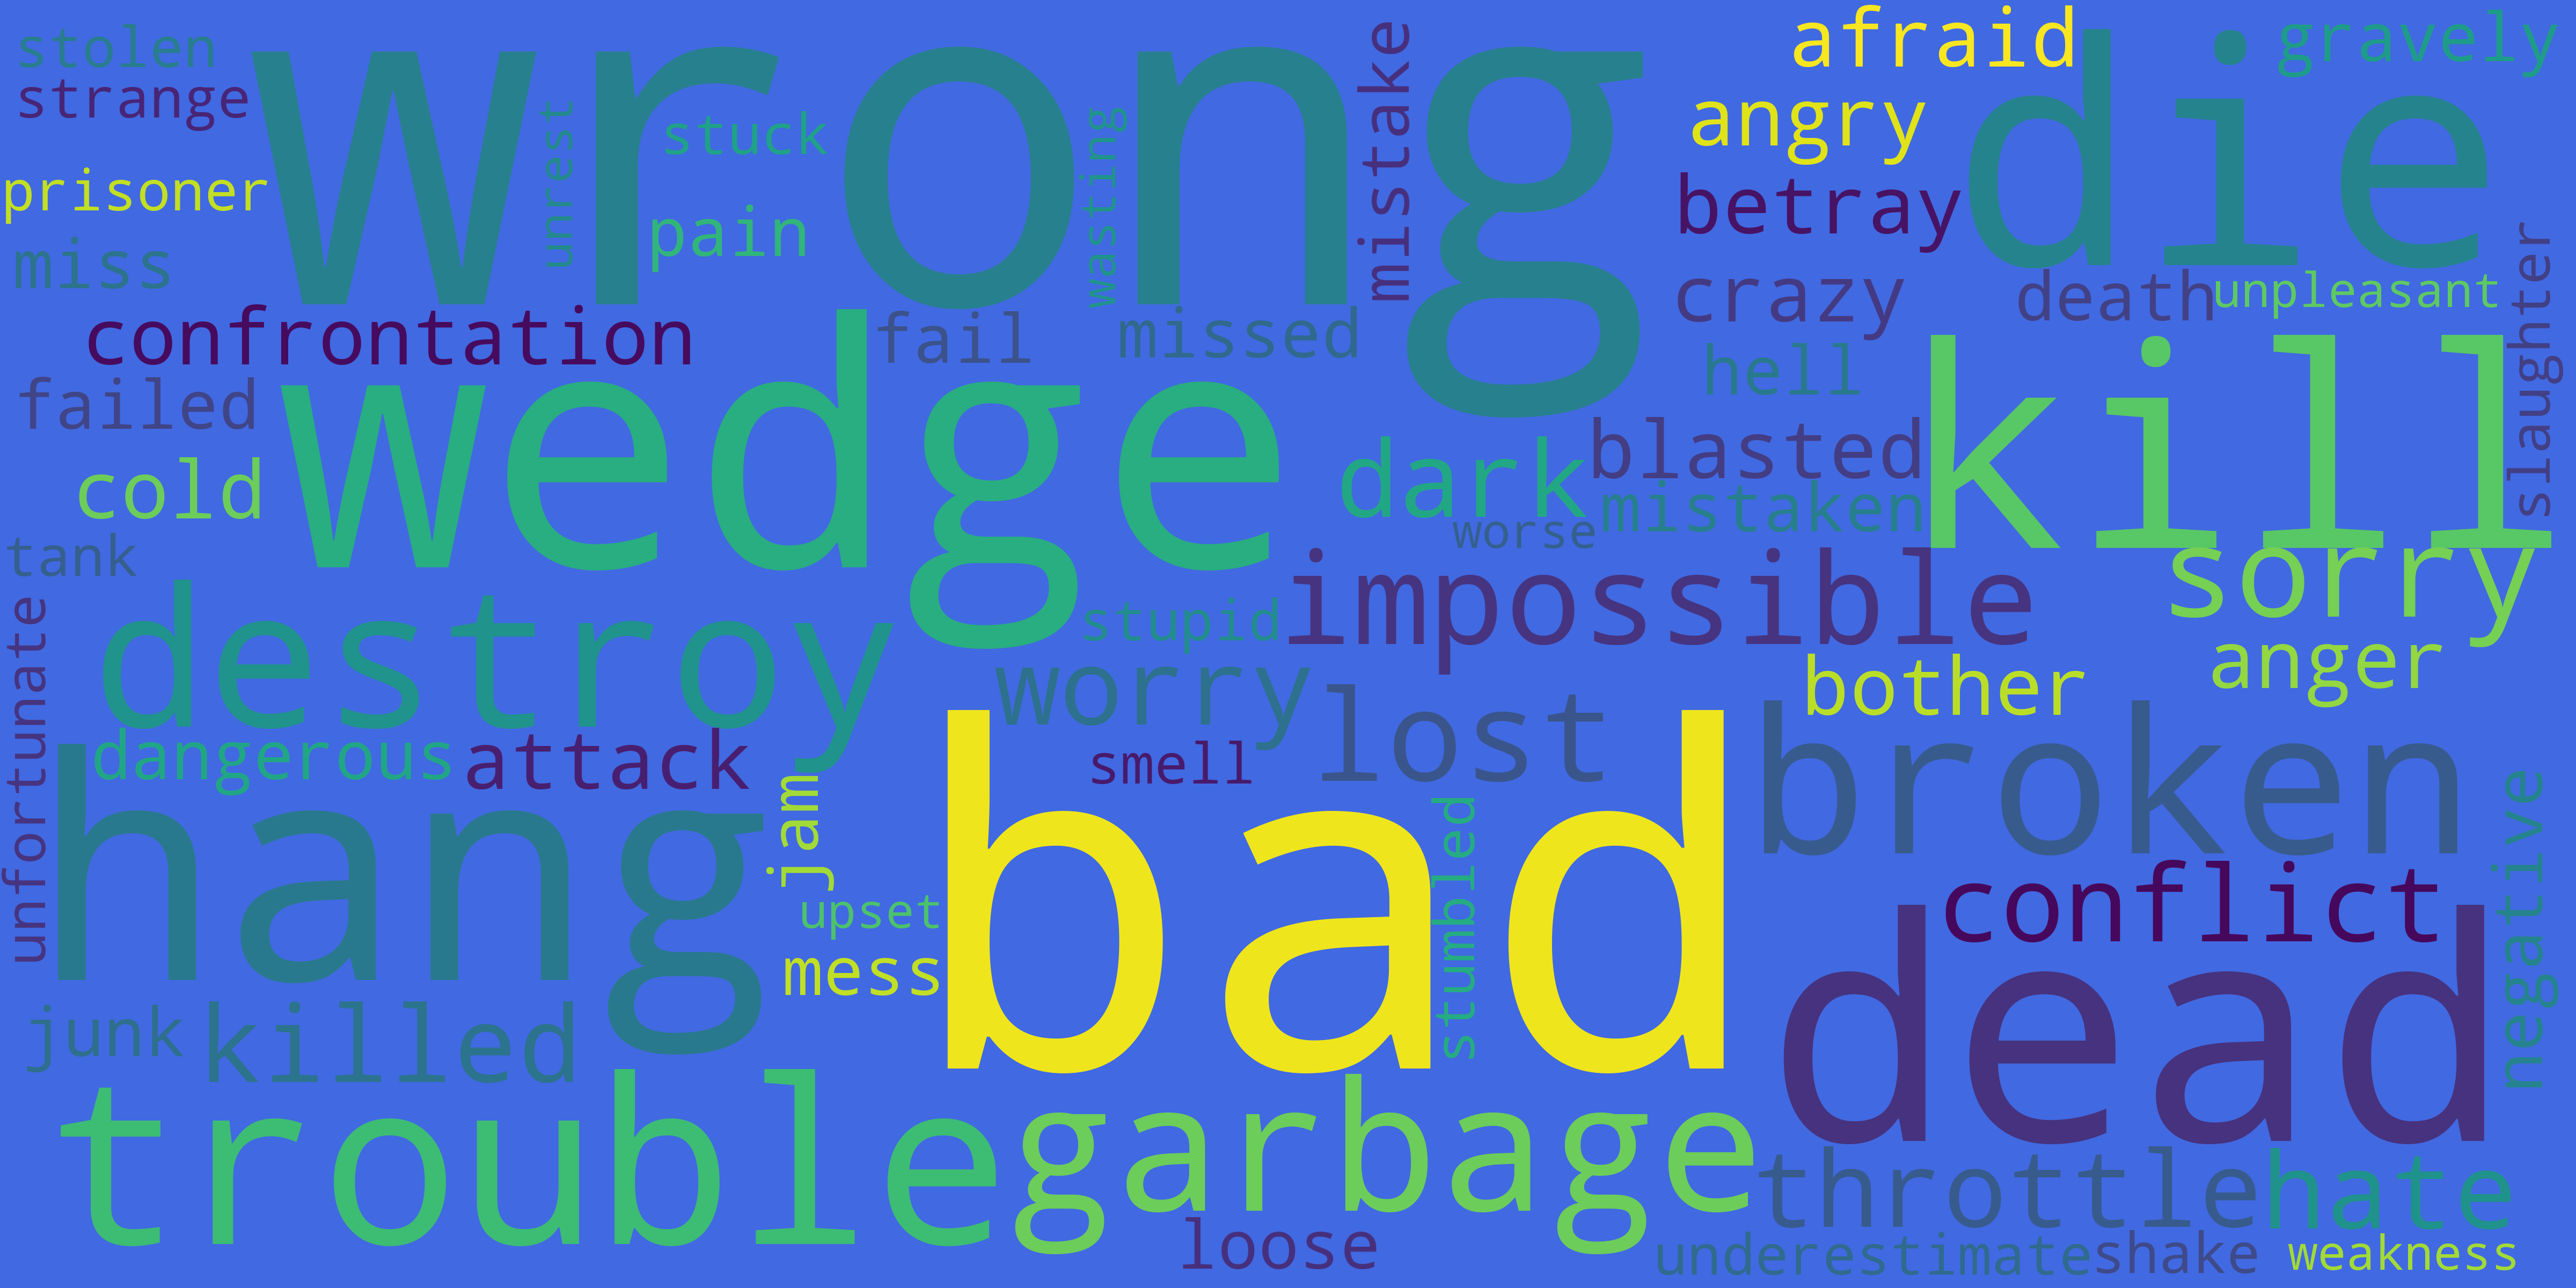 stolen
wrong
mistake
afraid
die
gravely
strange
unrest
stuck
wasting
angry
prisoner
pain
betray
miss
crazy
death
unpleasant
slaughter
confrontation
fail
missed
hell
kill
failed
wedge
dark
blasted
cold
worse
mistaken
tank
impossible
sorry
unfortunate
destroy
stupid
worry
bother
anger
dangerous
attack
smell
lost
broken
hang
jam
bad
stumbled
negative
upset
conflict
mess
dead
junk
killed
trouble
garbage
throttle
hate
loose
underestimate
shake
weakness